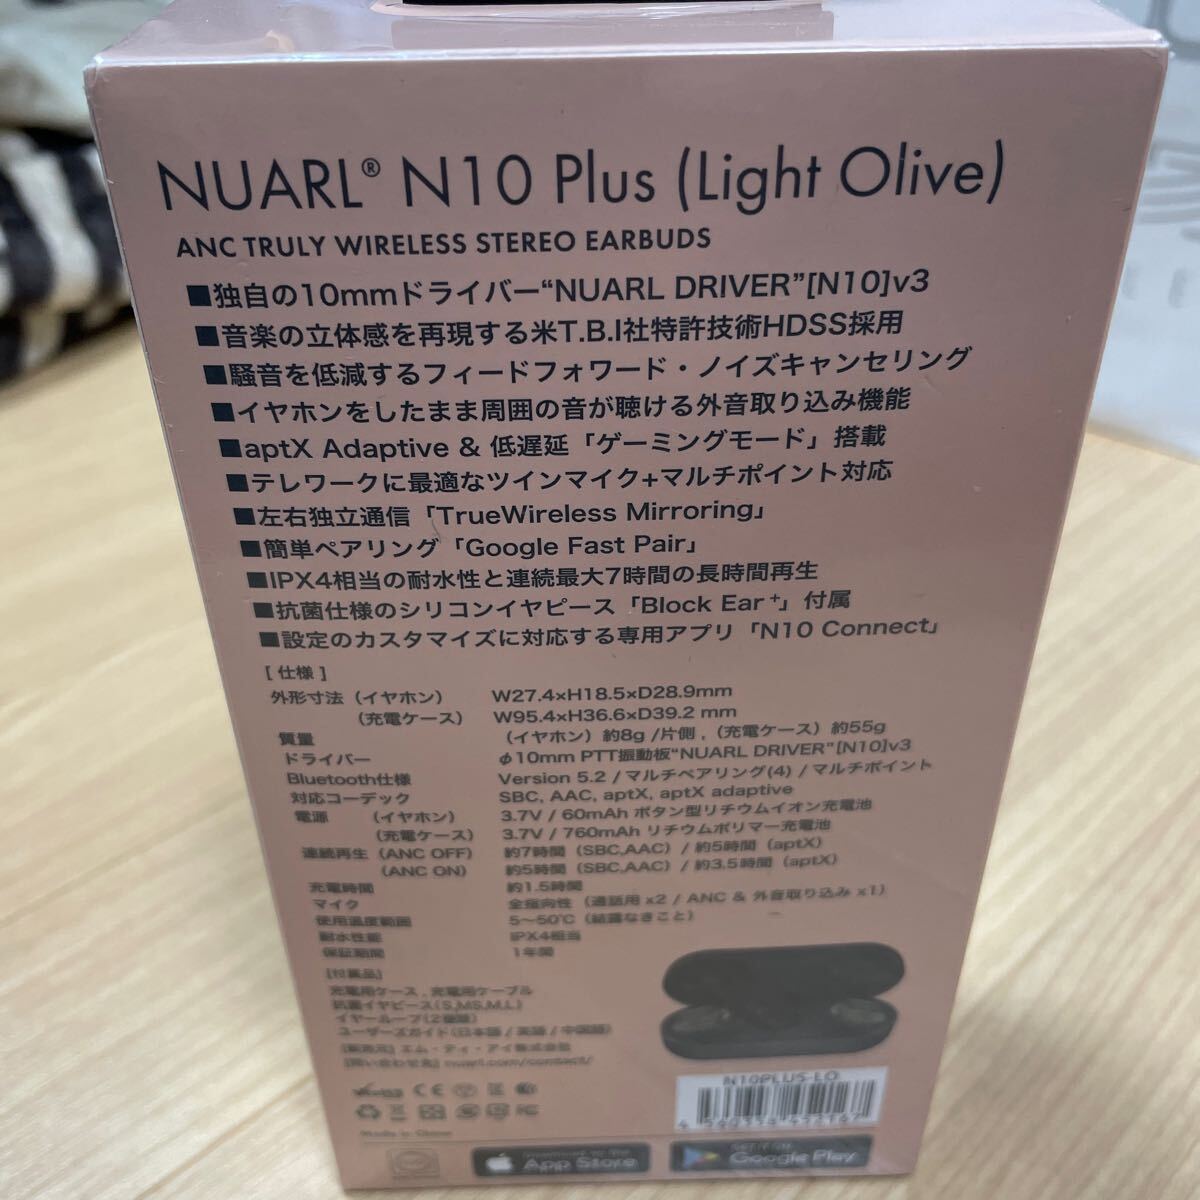 NUARL® N10 Plus (Light Olive)
ANC TRULY WIRELESS STEREO EARBUDS
■独自の10mmドライバー“NUARL DRIVER”[N10]v3
■音楽の立体感を再現する米T.B.I社特許技術HDSS採用
■騒音を低減するフィードフォワード・ノイズキャンセリング
■イヤホンをしたまま周囲の音が聴ける外音取り込み機能
■aptX Adaptive & 低遅延「ゲーミングモード」搭載
■テレワークに最適なツインマイク+マルチポイント対応
■左右独立通信「TrueWireless Mirroring」
■簡単ペアリング「Google Fast Pair」
■IPX4相当の耐水性と連続最大7時間の長時間再生
■抗菌仕様のシリコンイヤピース「Block Ear⁺」付属
■設定のカスタマイズに対応する専用アプリ「N10 Connect」
[ 仕様 ]
外形寸法（イヤホン） W27.4×H18.5×D28.9mm
（充電ケース） W95.4×H36.6×D39.2 mm
質量 （イヤホン）約8g /片側 ,（充電ケース）約55g
ドライバー φ10mm PTT振動板“NUARL DRIVER”[N10]v3
Bluetooth仕様 Version 5.2 / マルチペアリング(4) / マルチポイント
対応コーデック SBC, AAC, aptX, aptX adaptive
電源 （イヤホン） 3.7V / 60mAh ボタン型リチウムイオン充電池
（充電ケース） 3.7V / 760mAh リチウムポリマー充電池
連続再生（ANC OFF） 約7時間（SBC,AAC）/ 約5時間（aptX）
（ANC ON） 約5時間（SBC,AAC）/ 約3.5時間（aptX）
充電時間 約1.5時間
マイク 全指向性（通話用 x2 / ANC & 外音取り込み x1）
使用温度範囲 5～50℃（結露なきこと）
耐水性能 IPX4相当
保証期間 1年間
[付属品]
充電用ケース , 充電用ケーブル
抗菌イヤピース(S,MS,M,L)
イヤーループ(2種類)
ユーザーズガイド(日本語 / 英語 / 中国語)
[販売元] エム・ティ・アイ株式会社
[問い合わせ先] nuarl.com/contact/
N10PLUS-LO
Made in China
App Store
GET IT ON
Google Play